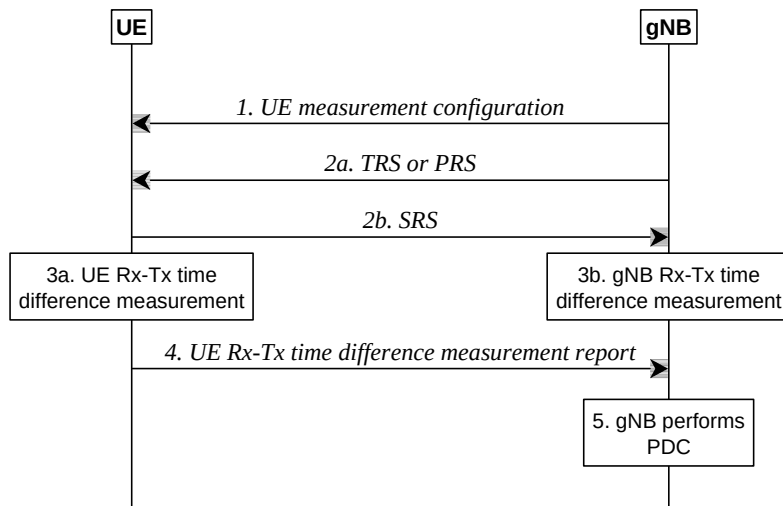 UE
gNB
1. UE measurement configuration
2a. TRS or PRS
2b. SRS
3a. UE Rx-Tx time
difference measurement
3b. gNB Rx-Tx time
difference measurement
4. UE Rx-Tx time difference measurement report
5. gNB performs
PDC